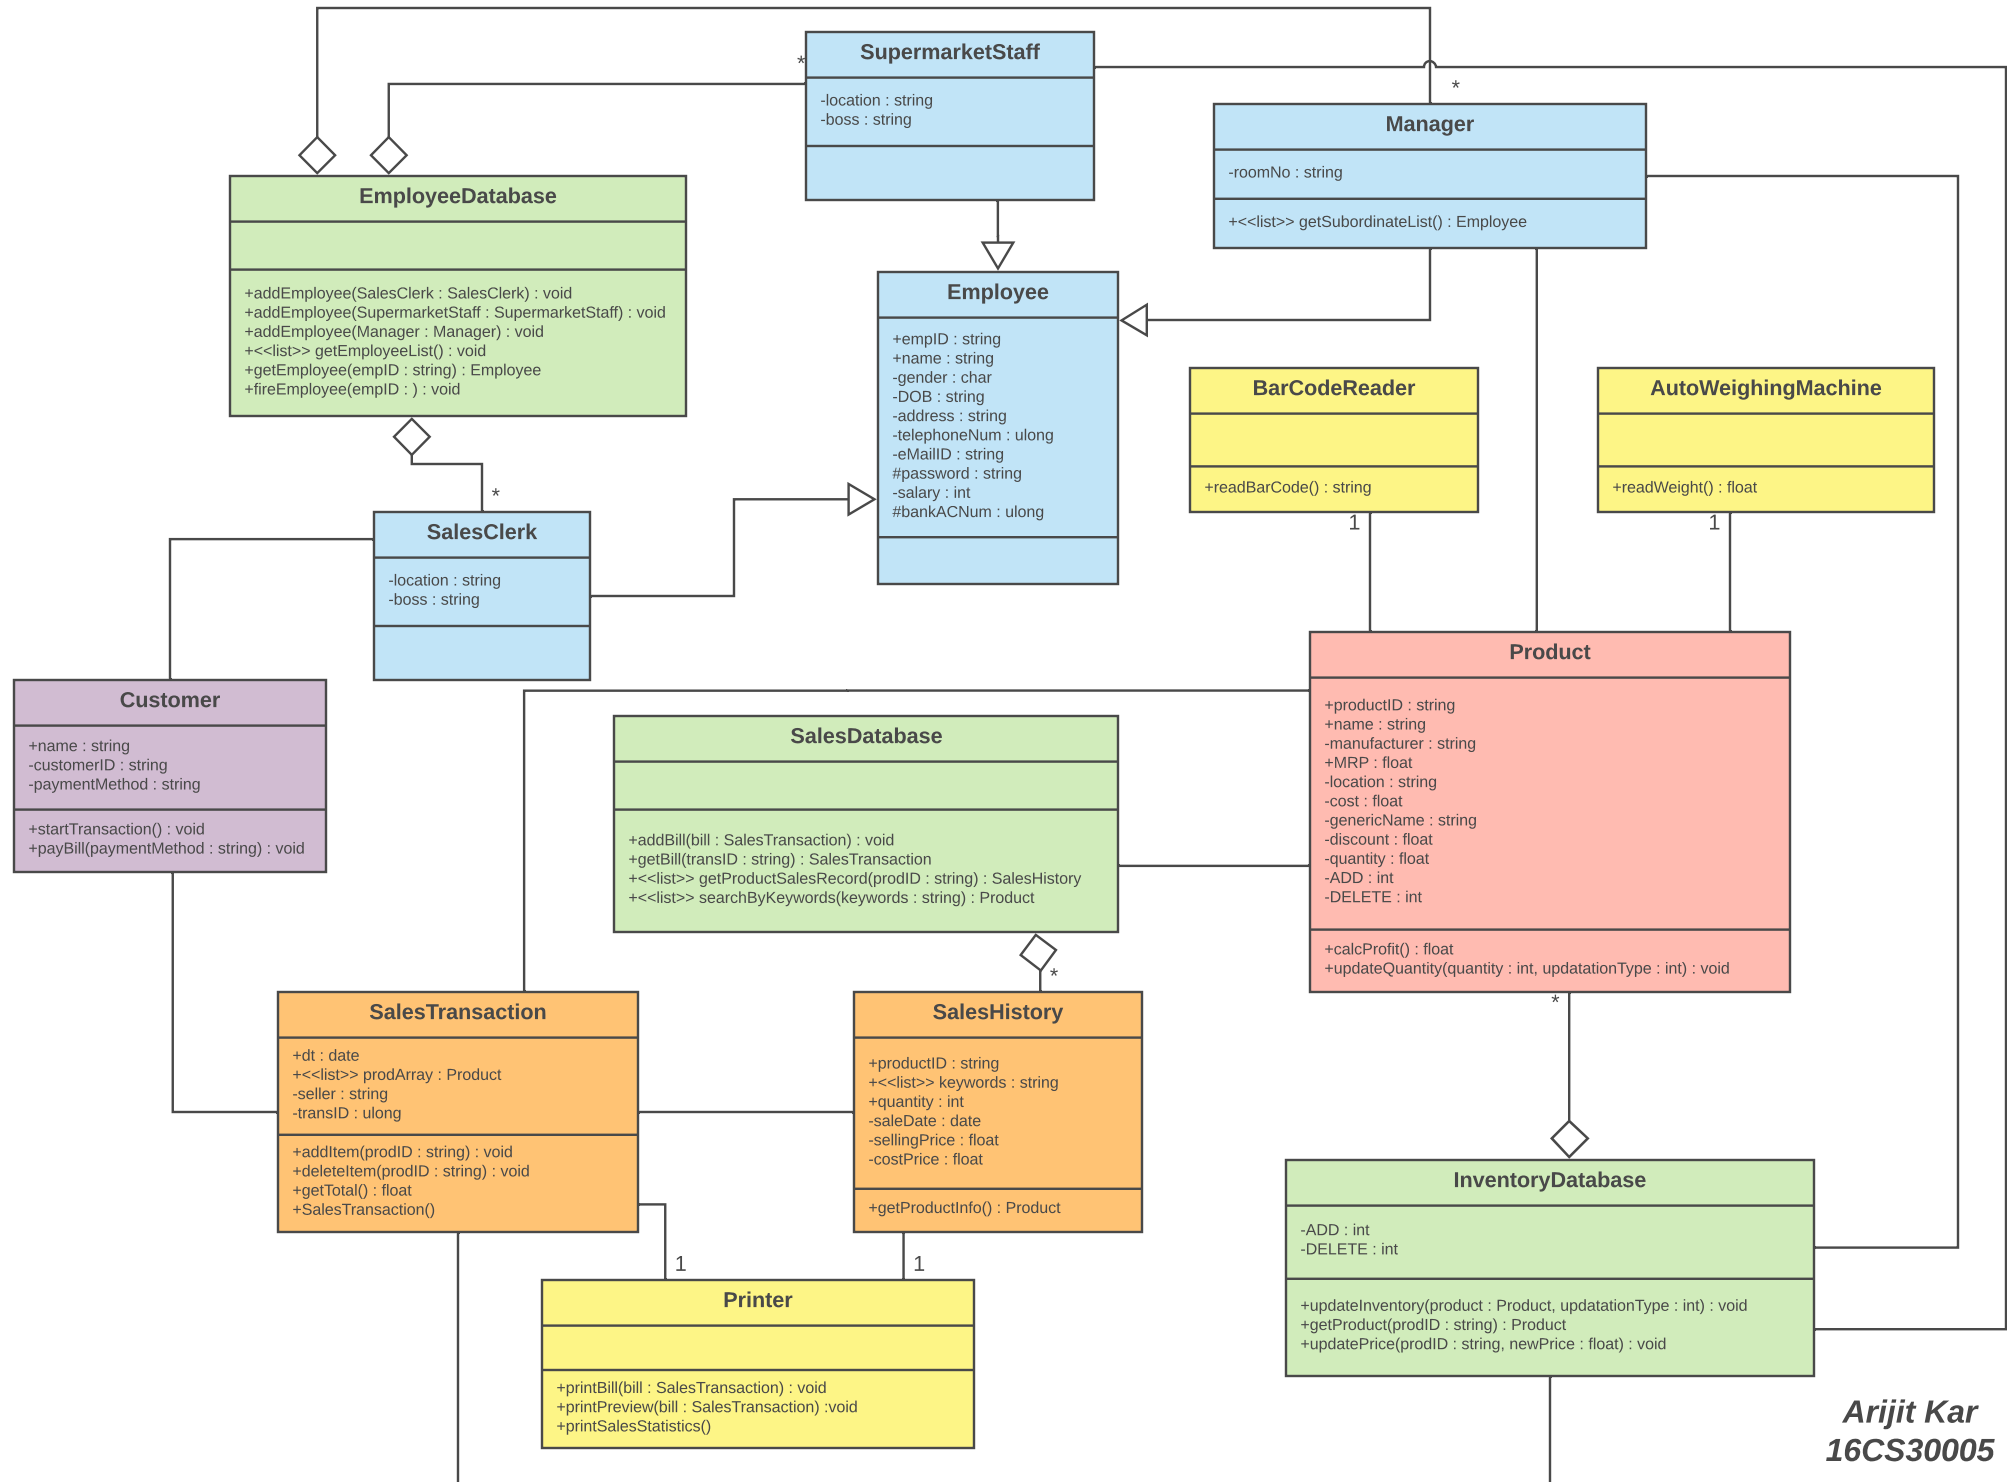 SupermarketStaff
-location : string
-boss : string
*
Manager
-roomNo : string
+<<list>> getSubordinateList() : Employee
*
EmployeeDatabase
+addEmployee(SalesClerk : SalesClerk) : void
+addEmployee(SupermarketStaff : SupermarketStaff) : void
+addEmployee(Manager : Manager) : void
+<<list>> getEmployeeList() : void
+getEmployee(empID : string) : Employee
+fireEmployee(empID : ) : void
Employee
+empID : string
+name : string
-gender : char
-DOB : string
-address : string
-telephoneNum : ulong
-eMailID : string
#password : string
-salary : int
#bankACNum : ulong
BarCodeReader
+readBarCode() : string
1
AutoWeighingMachine
+readWeight() : float
1
*
SalesClerk
-location : string
-boss : string
Customer
+name : string
-customerID : string
-paymentMethod : string
+startTransaction() : void
+payBill(paymentMethod : string) : void
SalesDatabase
+addBill(bill : SalesTransaction) : void
+getBill(transID : string) : SalesTransaction
+<<list>> getProductSalesRecord(prodID : string) : SalesHistory
+<<list>> searchByKeywords(keywords : string) : Product
*
Product
+productID : string
+name : string
-manufacturer : string
+MRP : float
-location : string
-cost : float
-genericName : string
-discount : float
-quantity : float
-ADD : int
-DELETE : int
+calcProfit() : float
+updateQuantity(quantity : int, updatationType : int) : void
*
SalesTransaction
+dt : date
+<<list>> prodArray : Product
-seller : string
-transID : ulong
+addItem(prodID : string) : void
+deleteItem(prodID : string) : void
+getTotal() : float
+SalesTransaction()
SalesHistory
+productID : string
+<<list>> keywords : string
+quantity : int
-saleDate : date
-sellingPrice : float
-costPrice : float
+getProductInfo() : Product
1
1
Printer
+printBill(bill : SalesTransaction) : void
+printPreview(bill : SalesTransaction) :void
+printSalesStatistics()
InventoryDatabase
-ADD : int
-DELETE : int
+updateInventory(product : Product, updatationType : int) : void
+getProduct(prodID : string) : Product
+updatePrice(prodID : string, newPrice : float) : void
Arijit Kar
16CS30005